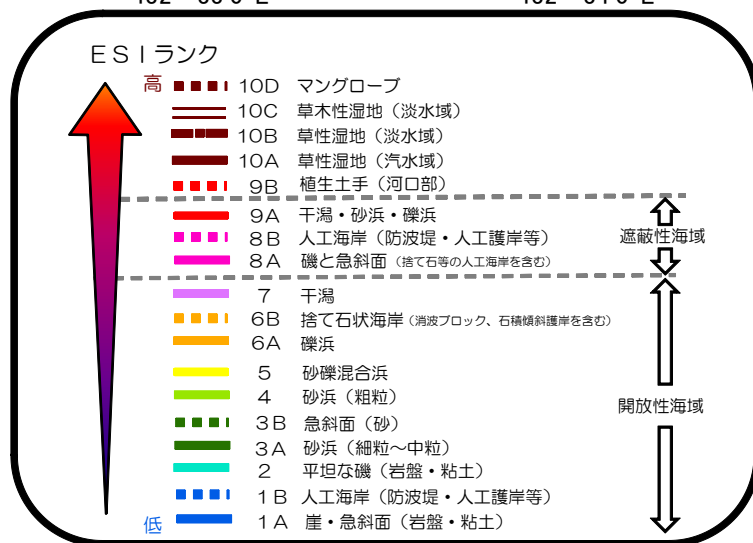 ＥＳＩランク
高 10D マングローブ
10C 草木性湿地（淡水域）
10B 草性湿地（淡水域）
10A 草性湿地（汽水域）
9B 植生土手（河口部）
9A 干潟・砂浜・礫浜
8B 人工海岸（防波堤・人工護岸等）
遮蔽性海域
8A 磯と急斜面（捨て石等の人工海岸を含む）
7 干潟
6B 捨て石状海岸（消波ブロック、石積傾斜護岸を含む）
6A 礫浜
5 砂礫混合浜
4 砂浜（粗粒）
開放性海域
3B 急斜面（砂）
3A 砂浜（細粒～中粒）
2 平坦な磯（岩盤・粘土）
1B 人工海岸（防波堤・人工護岸等）
低 1A 崖・急斜面（岩盤・粘土）